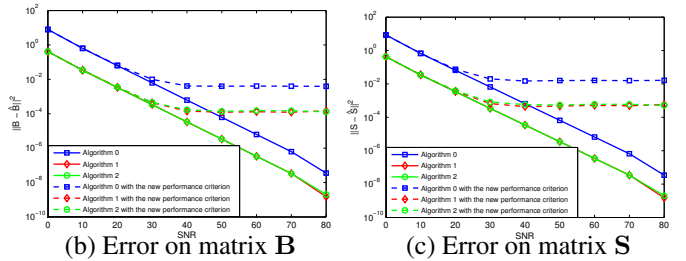 10^2
10^0
10^-2
10^-4
10^-6
10^-8
10^-10
||B - B̂||^2
Algorithm 0
Algorithm 1
Algorithm 2
Algorithm 0 with the new performance criterion
Algorithm 1 with the new performance criterion
Algorithm 2 with the new performance criterion
0 10 20 30 40 50 60 70 80
SNR
(b) Error on matrix B
10^2
10^0
10^-2
10^-4
10^-6
10^-8
10^-10
||S - Ŝ||^2
Algorithm 0
Algorithm 1
Algorithm 2
Algorithm 0 with the new performance criterion
Algorithm 1 with the new performance criterion
Algorithm 2 with the new performance criterion
0 10 20 30 40 50 60 70 80
SNR
(c) Error on matrix S